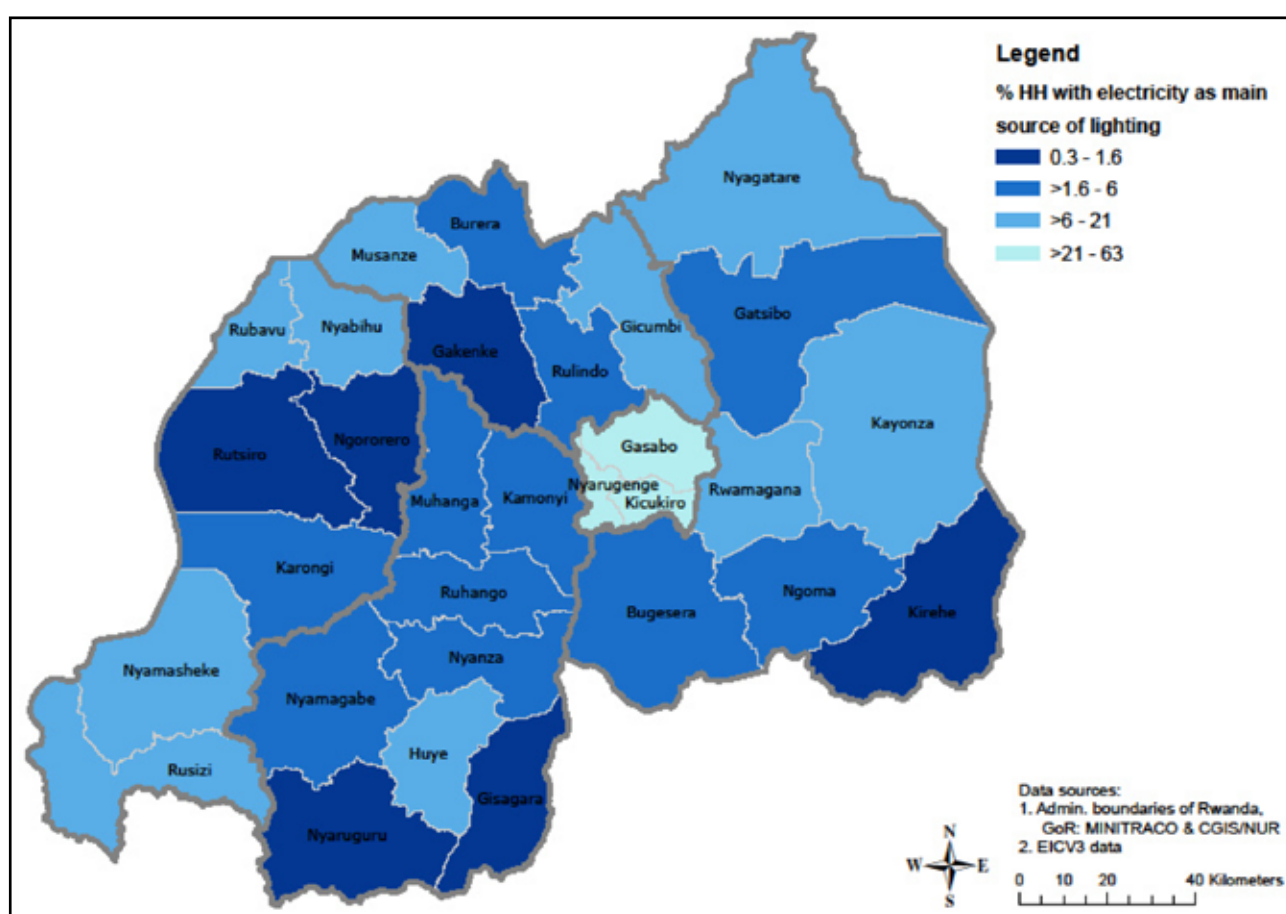 Legend
% HH with electricity as main
source of lighting
0.3 - 1.6
>1.6 - 6
>6 - 21
>21 - 63
Nyagatare
Burera
Musanze
Gatsibo
Gicumbi
Rubavu
Nyabihu
Gakenke
Rulindo
Kayonza
Gasabo
Rutsiro
Ngororero
Muhanga
Kamonyi
Nyarugenge
Kicukiro
Rwamagana
Karongi
Ruhango
Bugesera
Ngoma
Kirehe
Nyamasheke
Nyanza
Nyamagabe
Huye
Rusizi
Gisagara
Nyaruguru
Data sources:
1. Admin. boundaries of Rwanda,
GoR: MINITRACO & CGIS/NUR
2. EICV3 data
N
W E
S
0 10 20 40 Kilometers